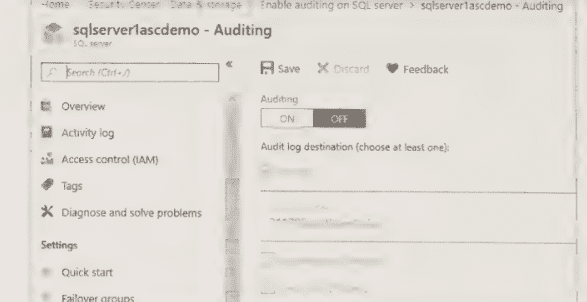 Home Security Center Data & storage Enable auditing on SQL server > sqlserver1ascdemo - Auditing
sqlserver1ascdemo - Auditing
SQL server
Search (Ctrl+/)
«
Save Discard Feedback
Overview
Activity log
Access control (IAM)
Tags
Diagnose and solve problems
Settings
Quick start
Failover groups
Auditing
ON OFF
Audit log destination (choose at least one):